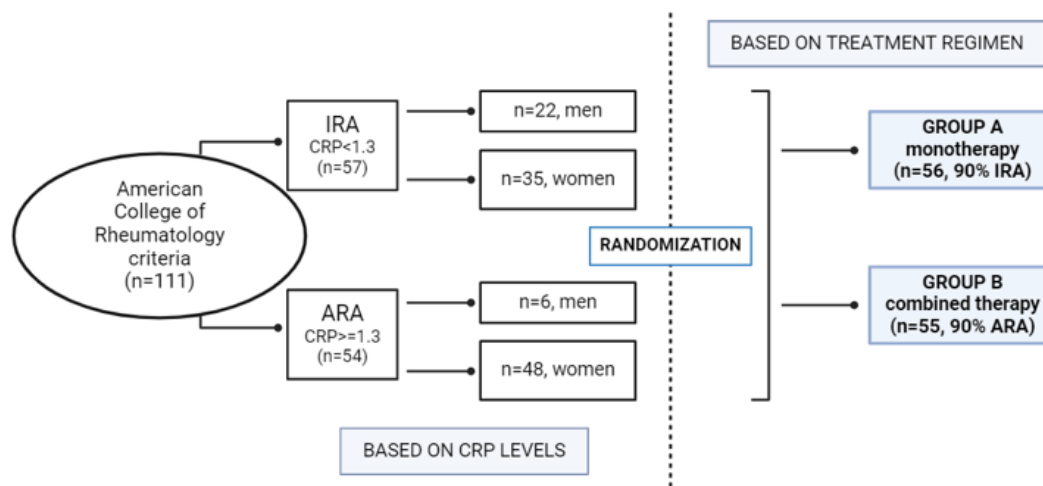 BASED ON TREATMENT REGIMEN
American
College of
Rheumatology
criteria
(n=111)
IRA
CRP<1.3
(n=57)
n=22, men
n=35, women
ARA
CRP>=1.3
(n=54)
n=6, men
n=48, women
RANDOMIZATION
GROUP A
monotherapy
(n=56, 90% IRA)
GROUP B
combined therapy
(n=55, 90% ARA)
BASED ON CRP LEVELS